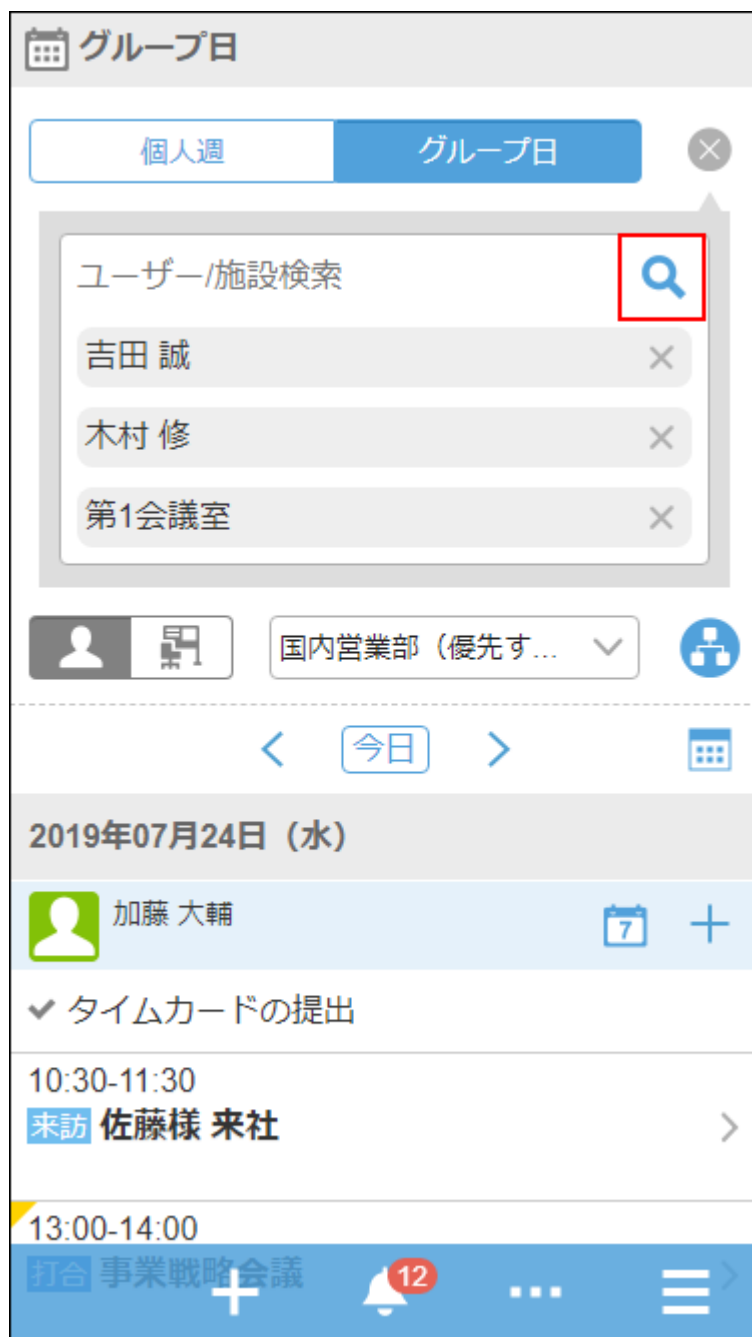 グループ日
個人週 グループ日
ユーザー/施設検索
吉田 誠
木村 修
第1会議室
国内営業部（優先す...
今日
2019年07月24日（水）
加藤 大輔
7
タイムカードの提出
10:30-11:30
来訪 佐藤様 来社
13:00-14:00
打合 事業戦略会議
12